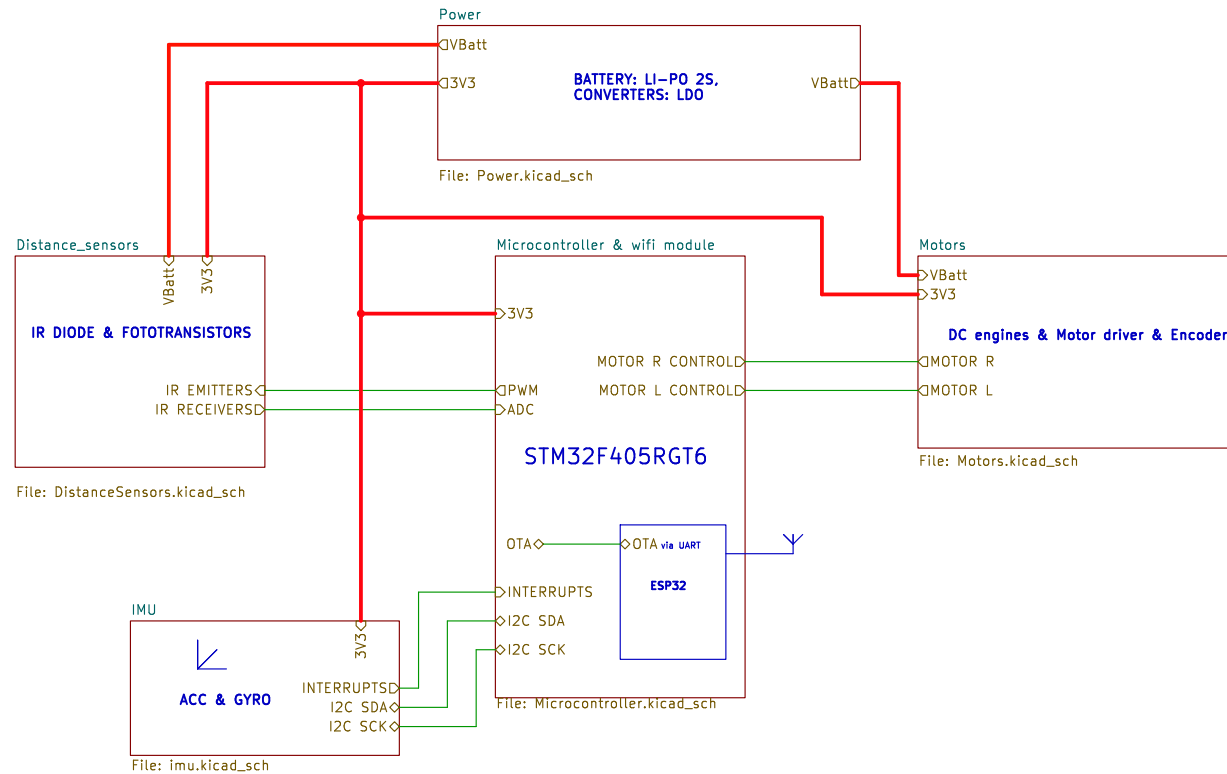 Power
VBatt
3V3
BATTERY: LI-PO 2S,
CONVERTERS: LDO
VBatt
File: Power.kicad_sch
Distance_sensors
VBatt
3V3
IR DIODE & FOTOTRANSISTORS
IR EMITTERS
IR RECEIVERS
File: DistanceSensors.kicad_sch
Microcontroller & wifi module
3V3
MOTOR R CONTROL
MOTOR L CONTROL
PWM
ADC
STM32F405RGT6
OTA
OTA via UART
ESP32
INTERRUPTS
I2C SDA
I2C SCK
File: Microcontroller.kicad_sch
Motors
VBatt
3V3
DC engines & Motor driver & Encoder
MOTOR R
MOTOR L
File: Motors.kicad_sch
IMU
3V3
ACC & GYRO
INTERRUPTS
I2C SDA
I2C SCK
File: imu.kicad_sch